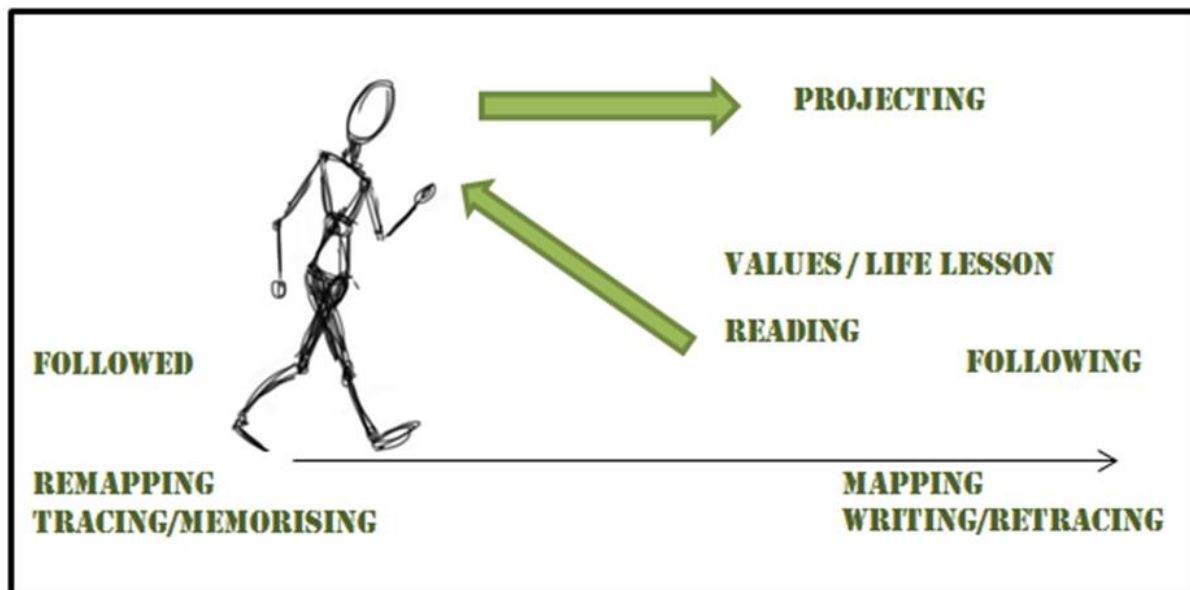 PROJECTING
VALUES / LIFE LESSON
READING
FOLLOWED
FOLLOWING
REMAPPING
TRACING/MEMORISING
MAPPING
WRITING/RETRACING